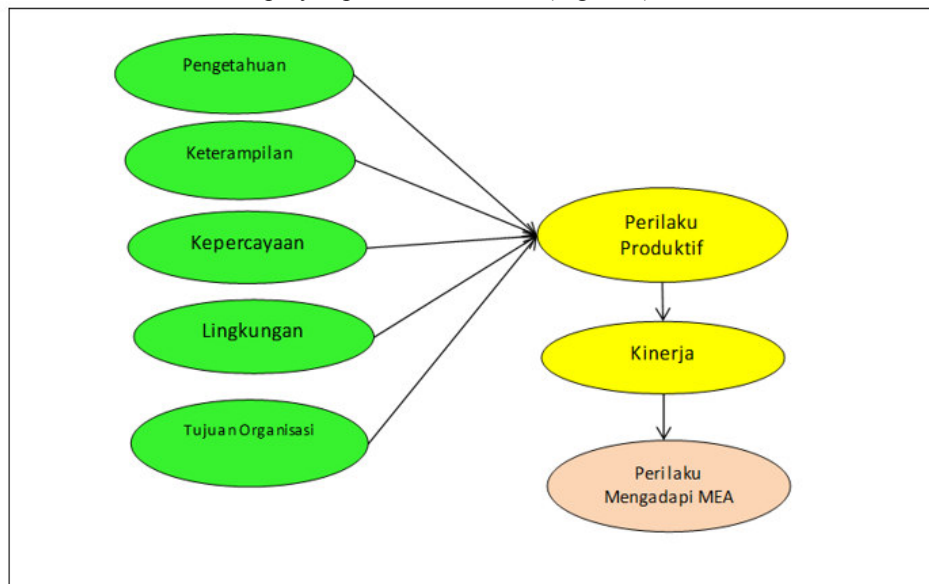 Pengetahuan
Keterampilan
Kepercayaan
Lingkungan
Tujuan Organisasi
Perilaku
Produktif
Kinerja
Perilaku
Mengadapi MEA